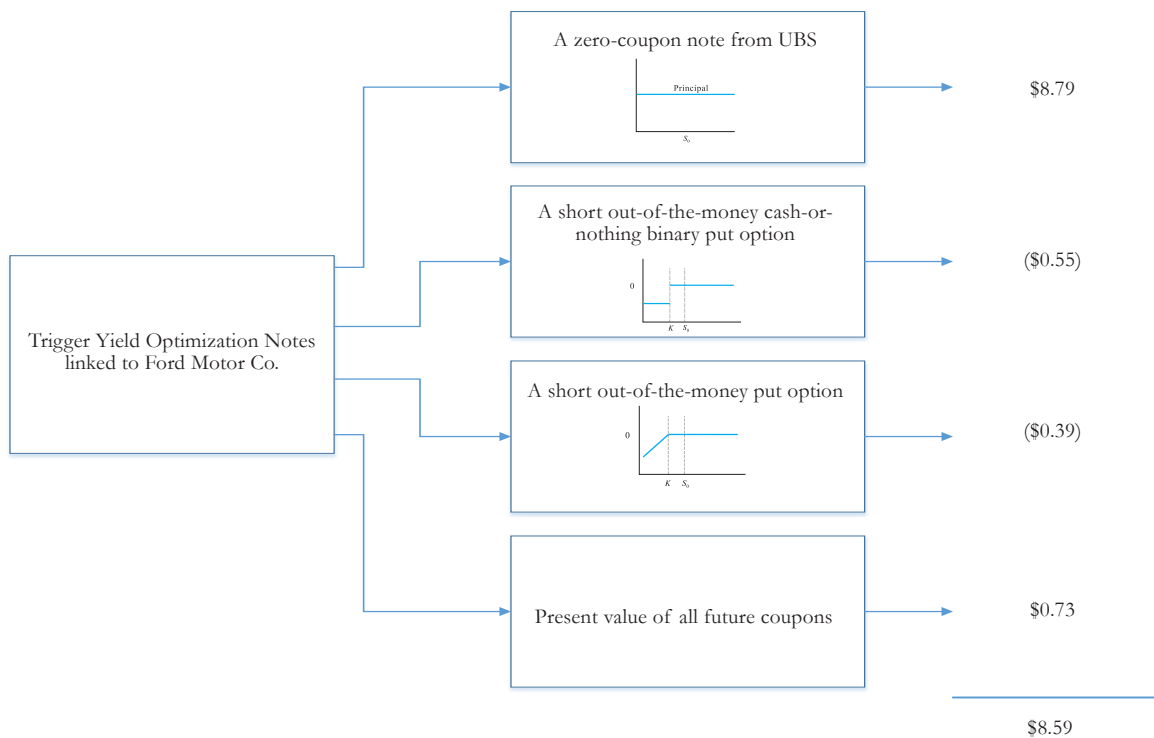 A zero-coupon note from UBS
Principal
S₀
$8.79
A short out-of-the-money cash-or-
nothing binary put option
0
K
S₀
($0.55)
Trigger Yield Optimization Notes
linked to Ford Motor Co.
A short out-of-the-money put option
0
K
S₀
($0.39)
Present value of all future coupons
$0.73
$8.59